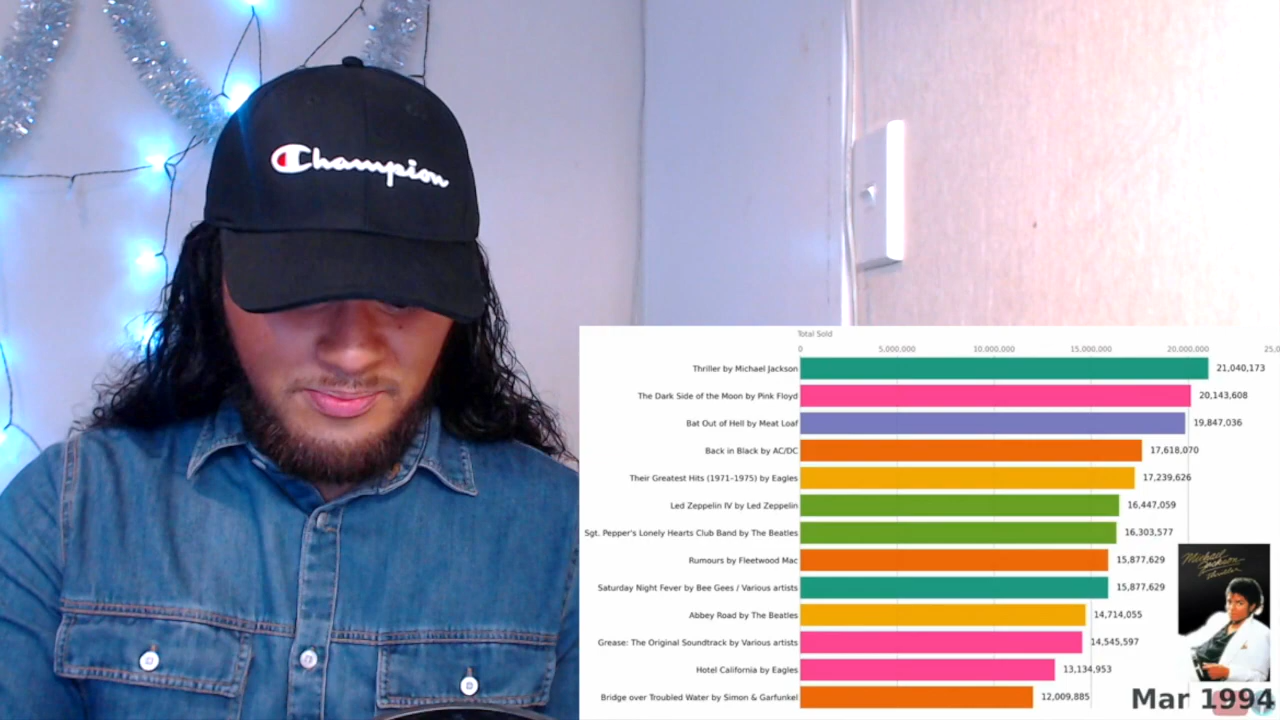 Champion
Total Sold
0 5,000,000 10,000,000 15,000,000 20,000,000 25,0
Thriller by Michael Jackson 21,040,173
The Dark Side of the Moon by Pink Floyd 20,143,608
Bat Out of Hell by Meat Loaf 19,847,036
Back in Black by AC/DC 17,618,070
Their Greatest Hits (1971–1975) by Eagles 17,239,626
Led Zeppelin IV by Led Zeppelin 16,447,059
Sgt. Pepper's Lonely Hearts Club Band by The Beatles 16,303,577
Rumours by Fleetwood Mac 15,877,629
Saturday Night Fever by Bee Gees / Various artists 15,877,629
Abbey Road by The Beatles 14,714,055
Grease: The Original Soundtrack by Various artists 14,545,597
Hotel California by Eagles 13,134,953
Bridge over Troubled Water by Simon & Garfunkel 12,009,885
Michael
Jackson
Thriller
Mar 1994